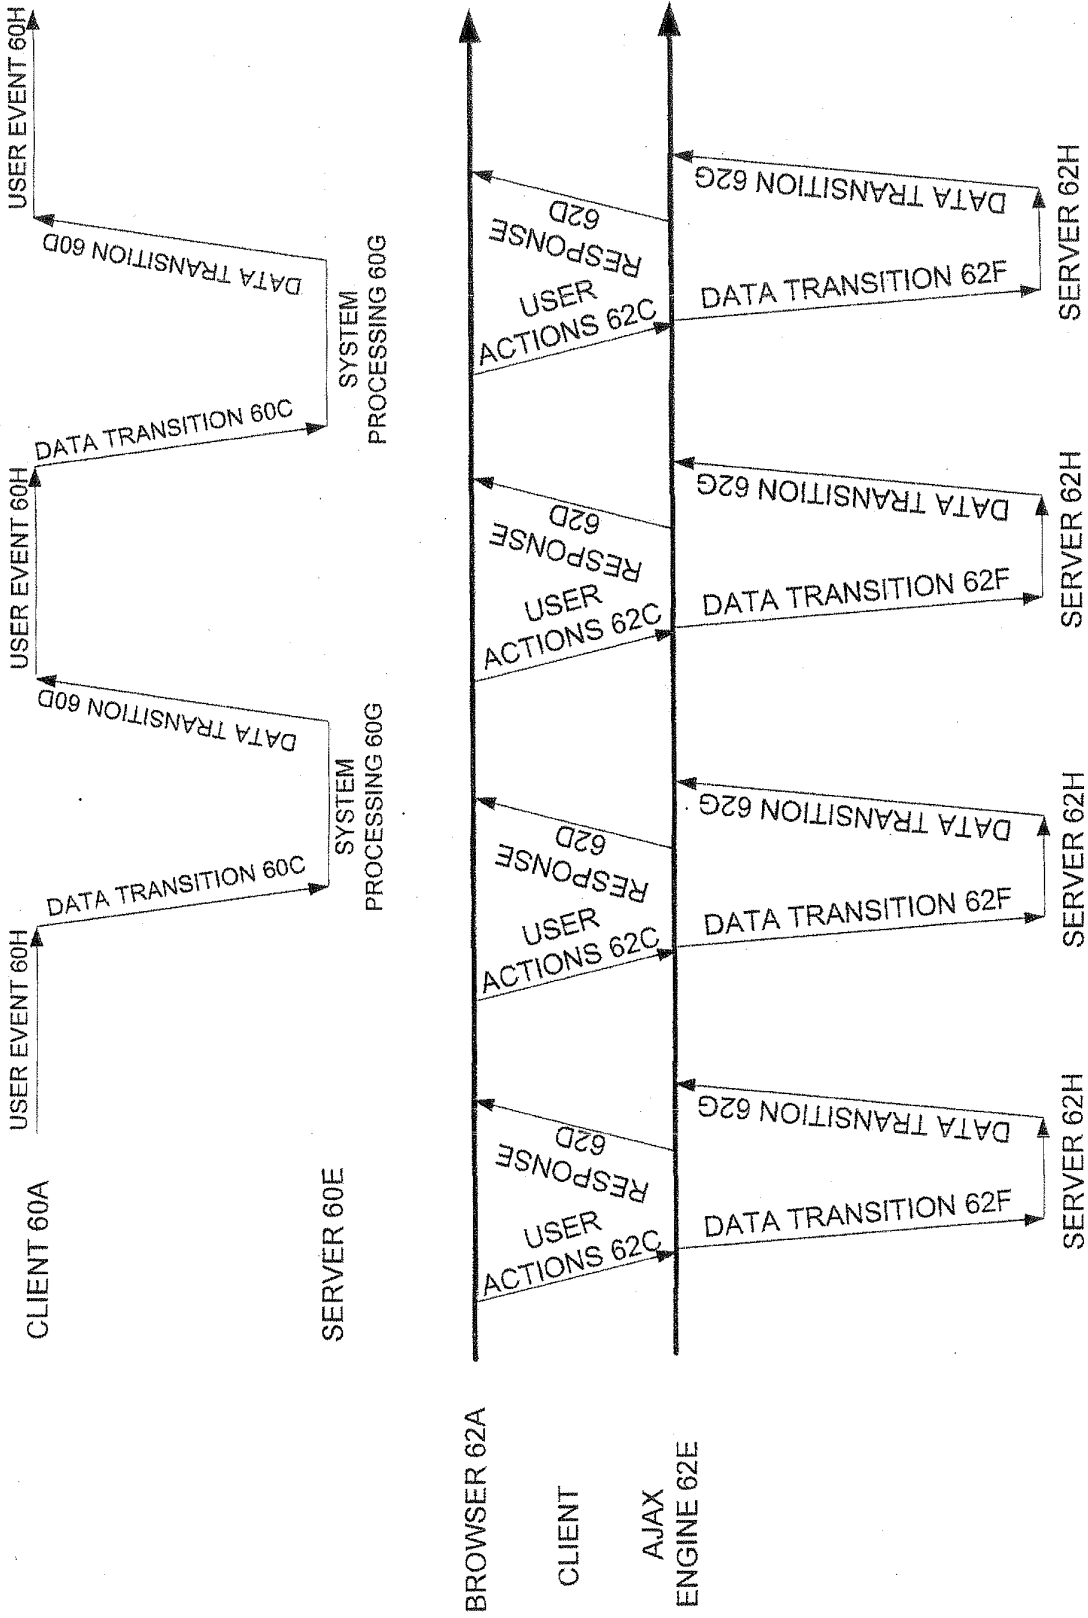 CLIENT 60A
USER EVENT 60H
DATA TRANSITION 60C
DATA TRANSITION 60D
USER EVENT 60H
DATA TRANSITION 60C
DATA TRANSITION 60D
USER EVENT 60H
SERVER 60E
SYSTEM
PROCESSING 60G
SYSTEM
PROCESSING 60G
BROWSER 62A
CLIENT
AJAX
ENGINE 62E
USER
ACTIONS 62C
RESPONSE
62D
USER
ACTIONS 62C
RESPONSE
62D
USER
ACTIONS 62C
RESPONSE
62D
USER
ACTIONS 62C
RESPONSE
62D
DATA TRANSITION 62F
DATA TRANSITION 62G
DATA TRANSITION 62F
DATA TRANSITION 62G
DATA TRANSITION 62F
DATA TRANSITION 62G
DATA TRANSITION 62F
DATA TRANSITION 62G
SERVER 62H
SERVER 62H
SERVER 62H
SERVER 62H